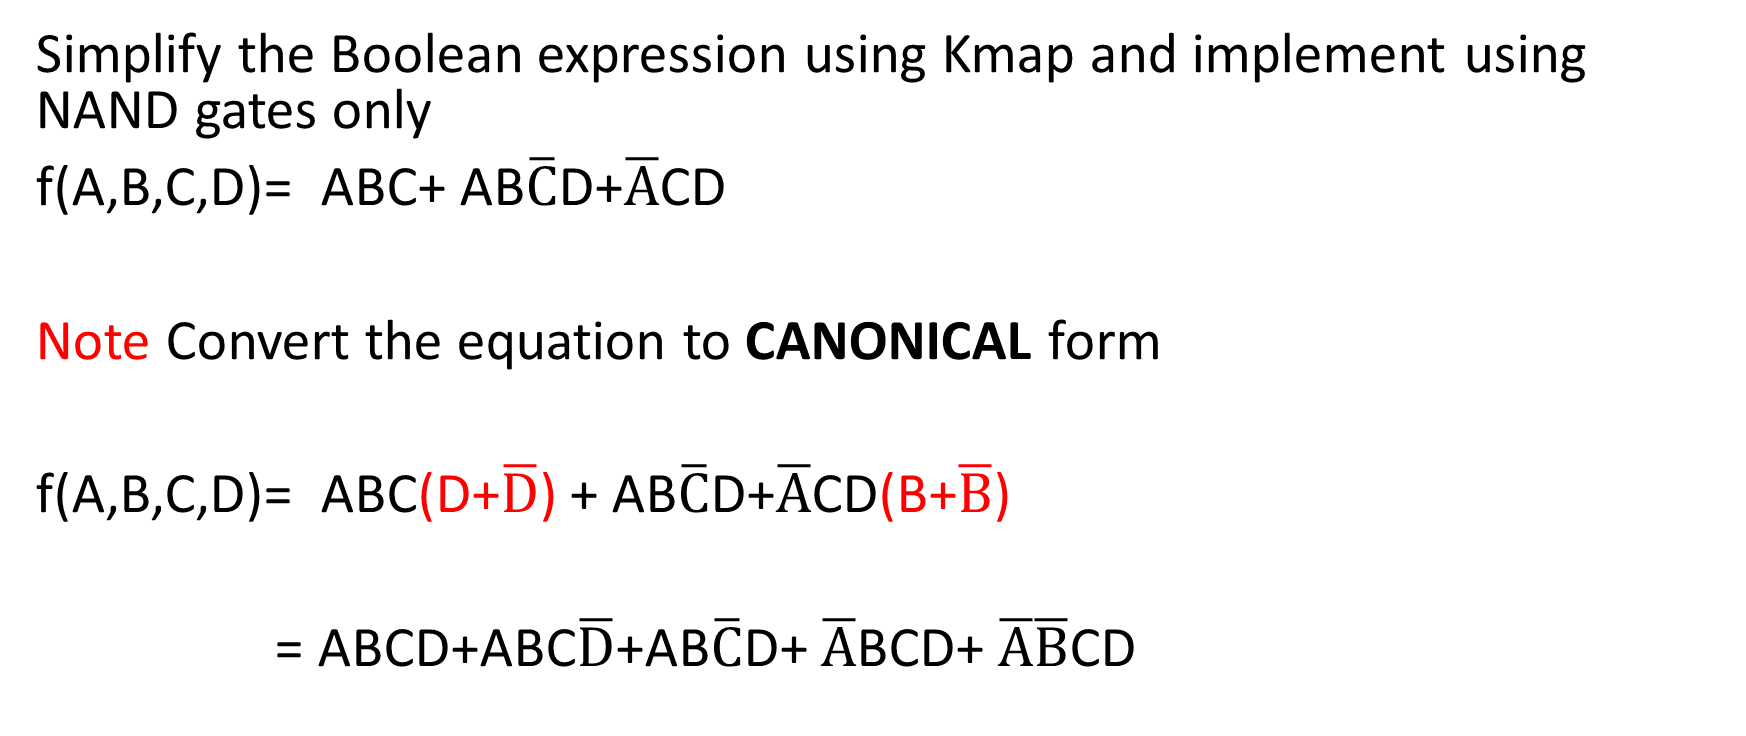 Simplify the Boolean expression using Kmap and implement using
NAND gates only
f(A,B,C,D)= ABC+ ABC̅D+A̅CD
Note Convert the equation to CANONICAL form
f(A,B,C,D)= ABC(D+D̅) + ABC̅D+A̅CD(B+B̅)
= ABCD+ABCD̅+ABC̅D+ A̅BCD+ A̅B̅CD